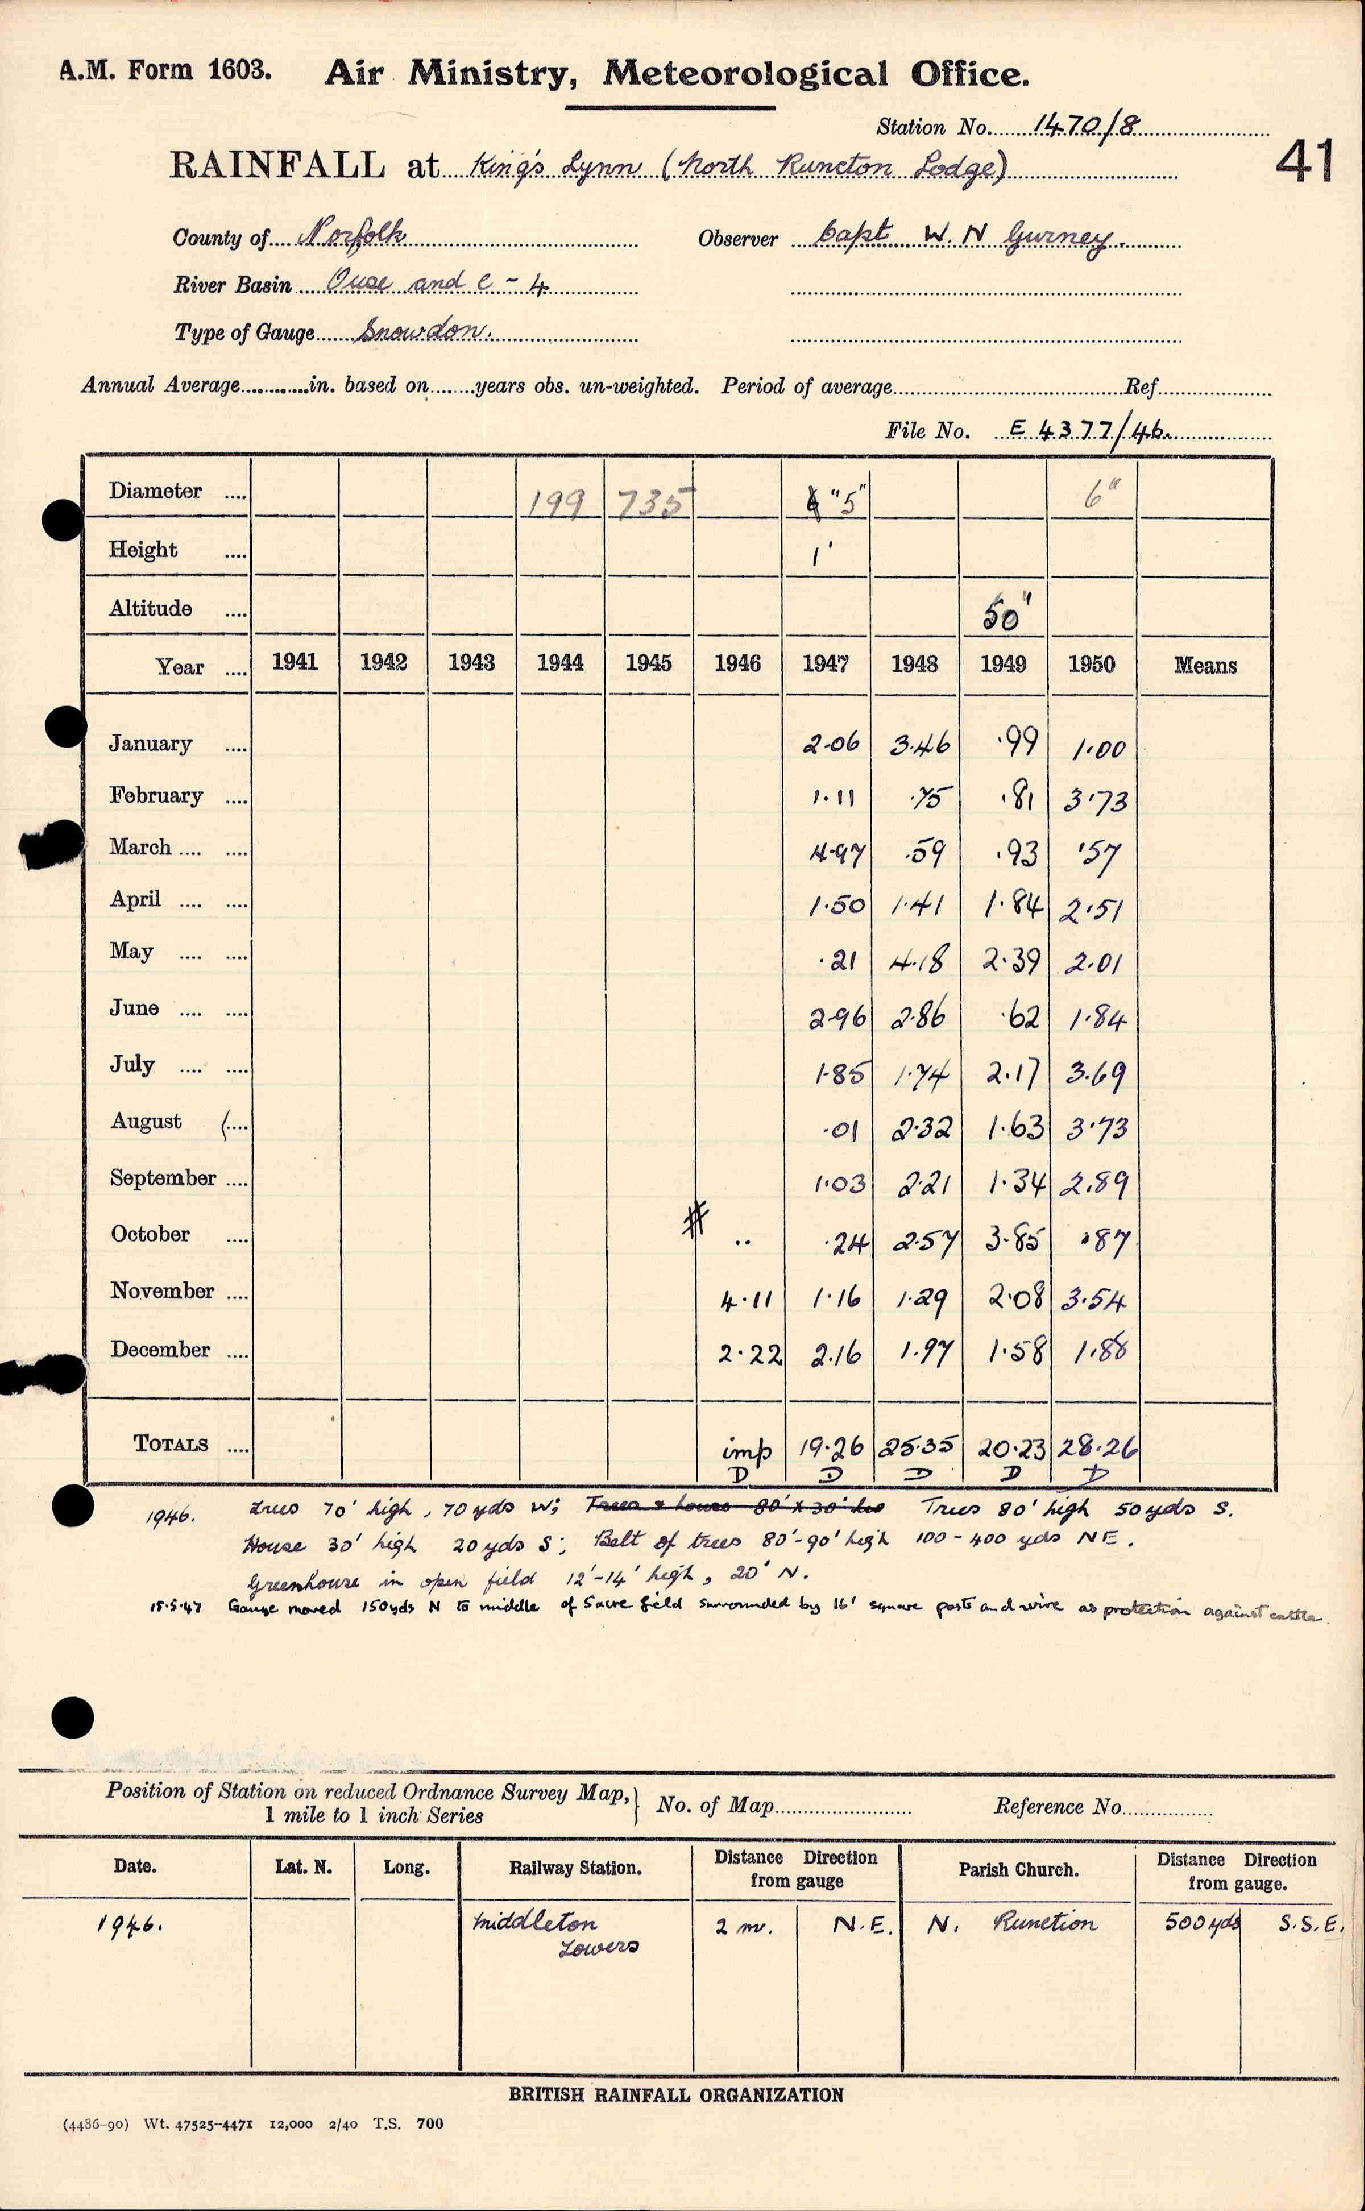 A.M. Form 1603. Air Ministry, Meteorological Office.
Station No. 1470/8
41
RAINFALL at King's Lynn (North Runcton Lodge)
County of Norfolk Observer Capt W. N Gurney.
River Basin Ouse and C - 4
Type of Gauge Snowdon.
Annual Average............in. based on.......years obs. un-weighted. Period of average........Ref........
File No. E 4377/46.
Diameter .... 199 735 "5" 6"
Height .... 1'
Altitude .... 50'
Year .... 1941 1942 1943 1944 1945 1946 1947 1948 1949 1950 Means
January .... 2.06 3.46 .99 1.00
February .... 1.11 .75 .81 3.73
March .... .... 4.97 .59 .93 .57
April .... .... 1.50 1.41 1.84 2.51
May .... .... .21 4.18 2.39 2.01
June .... .... 2.96 2.86 .62 1.84
July .... .... 1.85 1.74 2.17 3.69
August .... .01 2.32 1.63 3.73
September .... 1.03 2.21 1.34 2.89
October .... # .. .24 2.57 3.85 .87
November .... 4.11 1.16 1.29 2.08 3.54
December .... 2.22 2.16 1.97 1.58 1.88
TOTALS .... imp 19.26 25.35 20.23 28.26
D D D D D
1946. Trees 70' high, 70 yds W; Trees & house 80' x 30' Trees 80' high 50 yds S.
House 30' high 20 yds S; Belt of trees 80'-90' high 100 - 400 yds NE.
Greenhouse in open field 12'-14' high, 20' N.
15.5.47 Gauge moved 150 yds N to middle of 5 acre field surrounded by 16' square posts and wire as protection against cattle.
Position of Station on reduced Ordnance Survey Map,} No. of Map........ Reference No........
1 mile to 1 inch Series
Date. Lat. N. Long. Railway Station. Distance Direction from gauge Parish Church. Distance Direction from gauge.
1946. Middleton Towers 2 m. N.E. N. Runction 500 yds S.S.E.
BRITISH RAINFALL ORGANIZATION
(4486-90) Wt. 47525-4471 12,000 2/40 T.S. 700